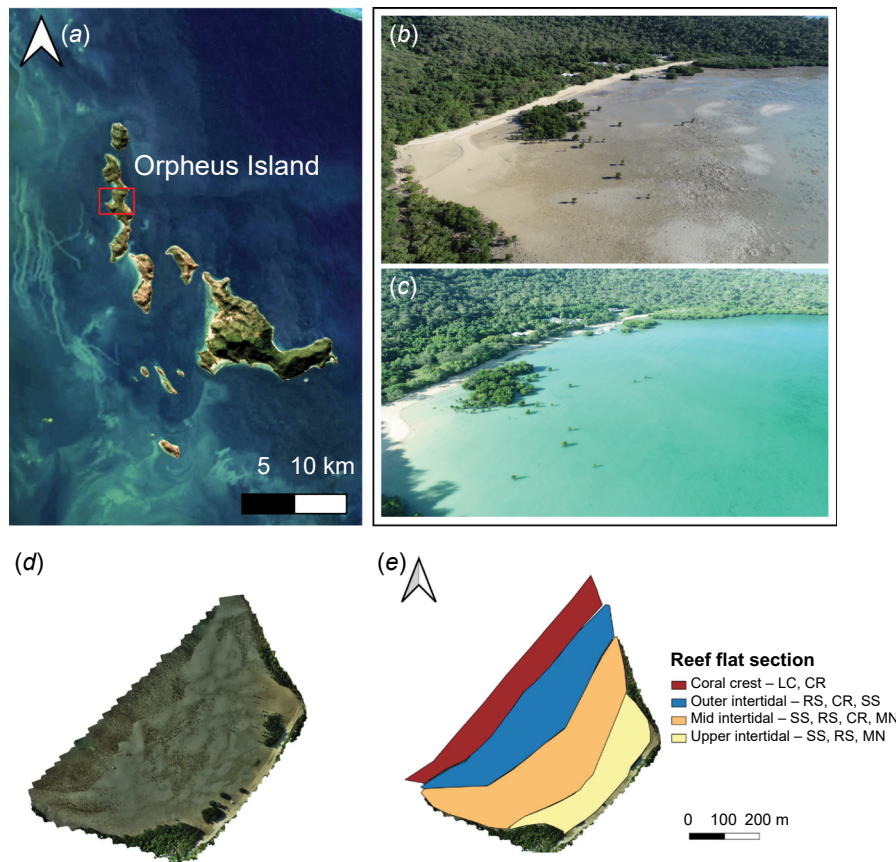 (a)
Orpheus Island
5 10 km
(b)
(c)
(d)
(e)
Reef flat section
Coral crest – LC, CR
Outer intertidal – RS, CR, SS
Mid intertidal – SS, RS, CR, MN
Upper intertidal – SS, RS, MN
0 100 200 m